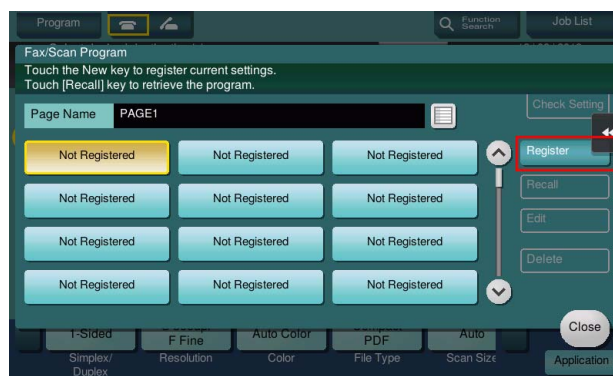 Program
Function
Search
Job List
Fax/Scan Program
Touch the New key to register current settings.
Touch [Recall] key to retrieve the program.
Check Setting
Page Name
PAGE1
Not Registered
Not Registered
Not Registered
Register
Not Registered
Not Registered
Not Registered
Recall
Edit
Not Registered
Not Registered
Not Registered
Delete
Not Registered
Not Registered
Not Registered
Close
1-Sided
F Fine
Auto Color
PDF
Auto
Simplex/
Duplex
Resolution
Color
File Type
Scan Size
Application